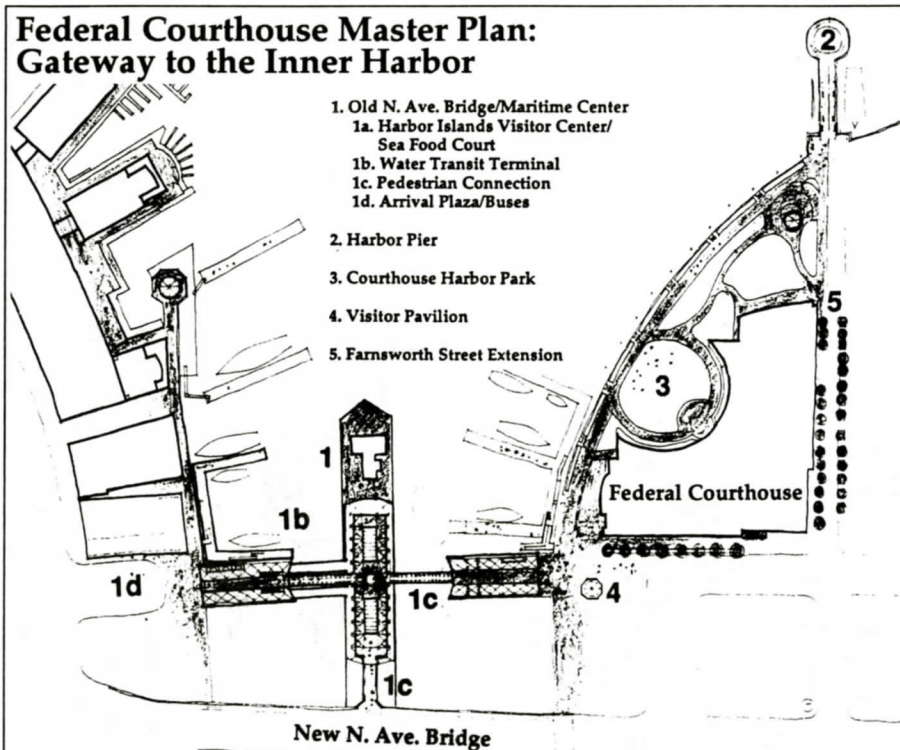 Federal Courthouse Master Plan:
Gateway to the Inner Harbor
1. Old N. Ave. Bridge/Maritime Center
1a. Harbor Islands Visitor Center/
Sea Food Court
1b. Water Transit Terminal
1c. Pedestrian Connection
1d. Arrival Plaza/Buses
2. Harbor Pier
3. Courthouse Harbor Park
4. Visitor Pavilion
5. Farnsworth Street Extension
2
5
3
1
Federal Courthouse
1b
1d
1c
4
1c
New N. Ave. Bridge